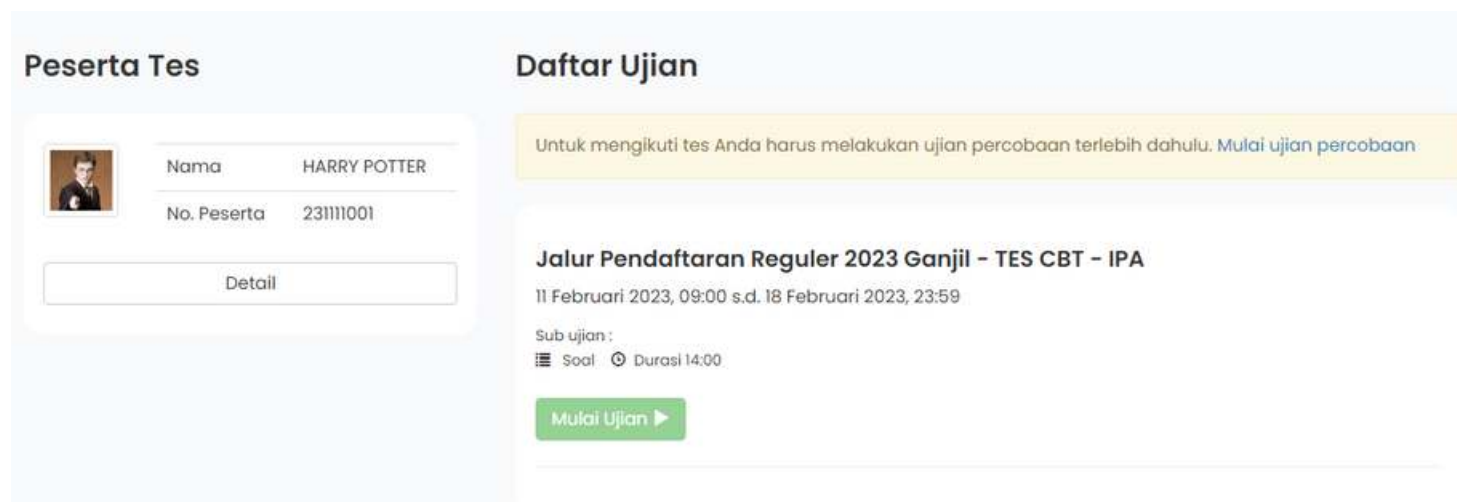 Peserta Tes
Nama HARRY POTTER
No. Peserta 231111001
Detail
Daftar Ujian
Untuk mengikuti tes Anda harus melakukan ujian percobaan terlebih dahulu. Mulai ujian percobaan
Jalur Pendaftaran Reguler 2023 Ganjil - TES CBT - IPA
11 Februari 2023, 09:00 s.d. 18 Februari 2023, 23:59
Sub ujian :
Soal Durasi 14:00
Mulai Ujian